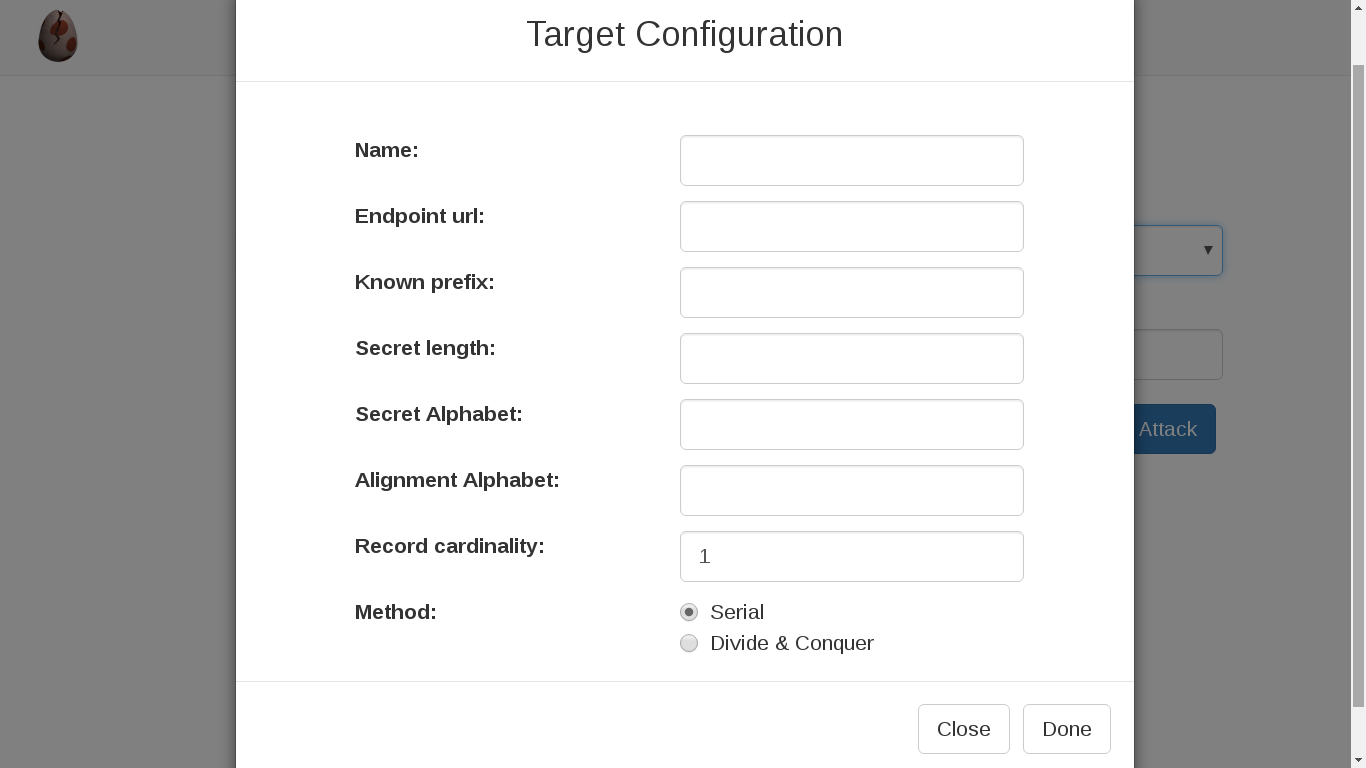 Target Configuration
Name:
Endpoint url:
Known prefix:
Secret length:
Secret Alphabet:
Alignment Alphabet:
Record cardinality: 1
Method: Serial
Divide & Conquer
Attack
Close Done